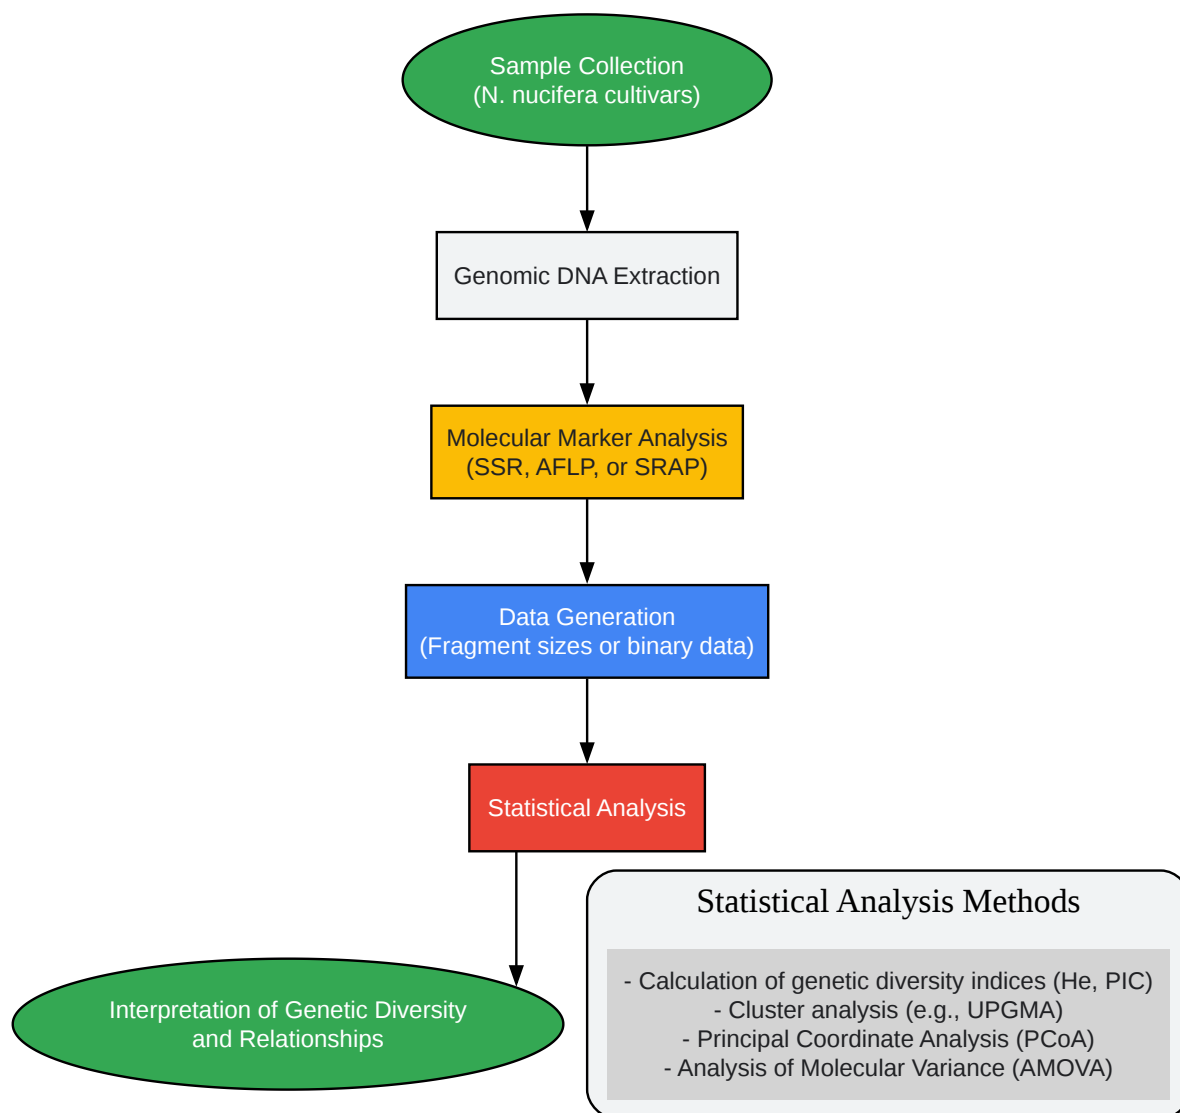 Sample Collection
(N. nucifera cultivars)
Genomic DNA Extraction
Molecular Marker Analysis
(SSR, AFLP, or SRAP)
Data Generation
(Fragment sizes or binary data)
Statistical Analysis
Statistical Analysis Methods
- Calculation of genetic diversity indices (He, PIC)
- Cluster analysis (e.g., UPGMA)
- Principal Coordinate Analysis (PCoA)
- Analysis of Molecular Variance (AMOVA)
Interpretation of Genetic Diversity
and Relationships